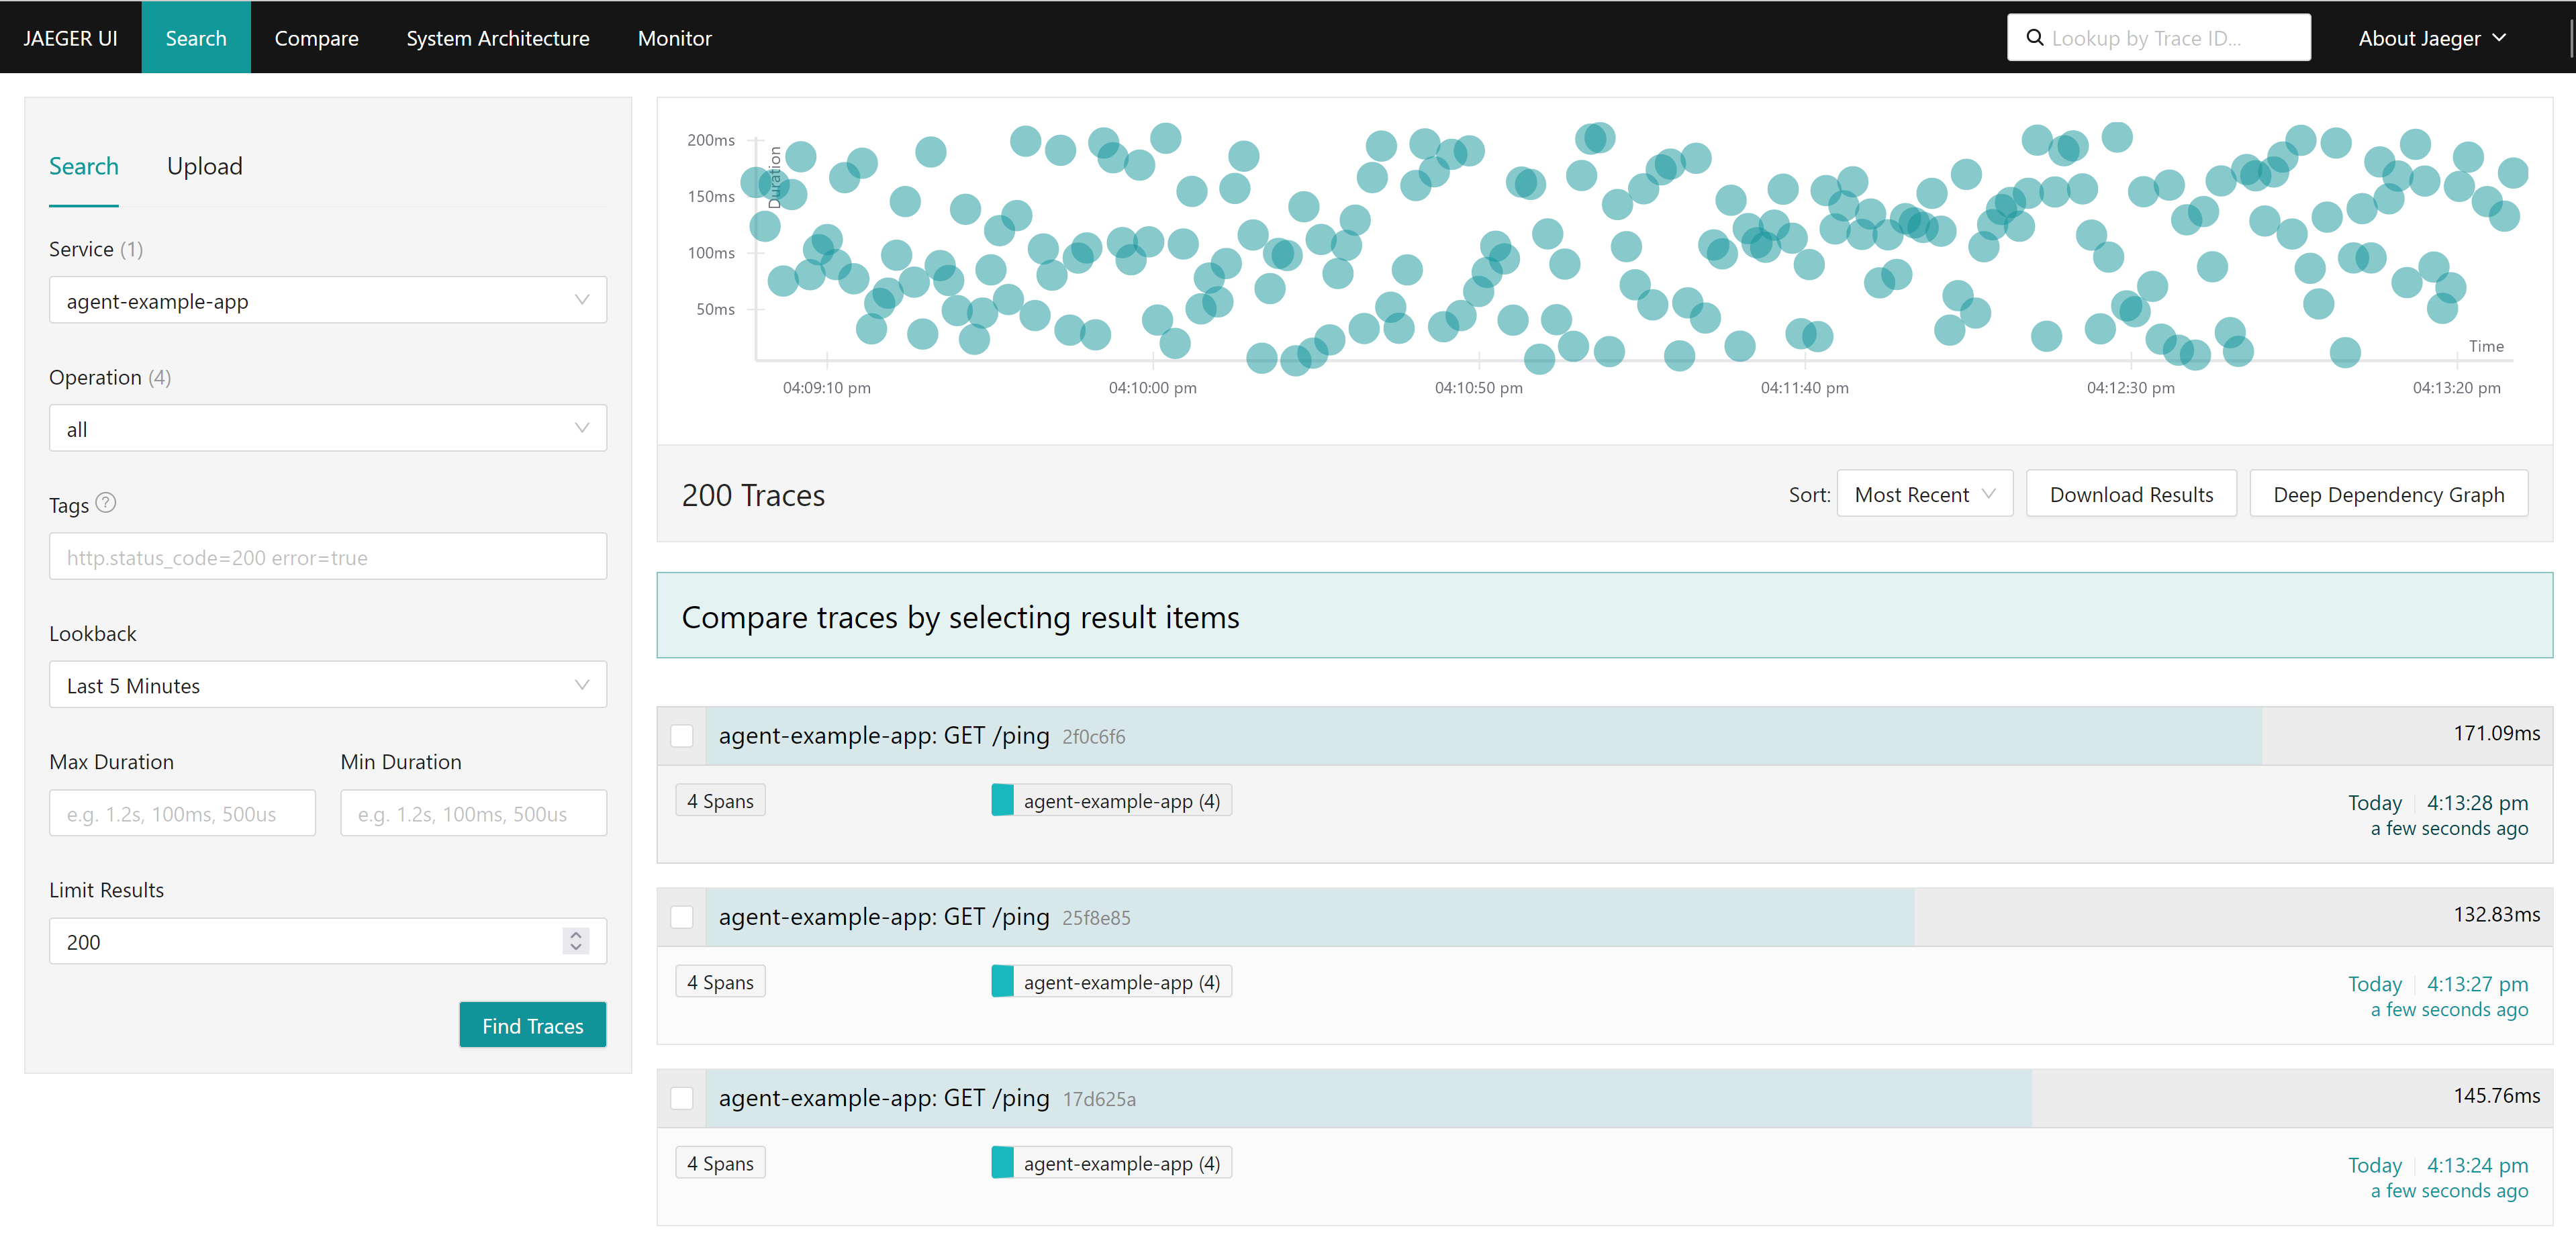 JAEGER UI Search Compare System Architecture Monitor Lookup by Trace ID... About Jaeger
Search Upload
Service (1)
agent-example-app
Operation (4)
all
Tags ?
http.status_code=200 error=true
Lookback
Last 5 Minutes
Max Duration Min Duration
e.g. 1.2s, 100ms, 500us e.g. 1.2s, 100ms, 500us
Limit Results
200
Find Traces
200ms
150ms
100ms
50ms
Duration
Time
04:09:10 pm 04:10:00 pm 04:10:50 pm 04:11:40 pm 04:12:30 pm 04:13:20 pm
200 Traces Sort: Most Recent Download Results Deep Dependency Graph
Compare traces by selecting result items
agent-example-app: GET /ping 2f0c6f6 171.09ms
4 Spans agent-example-app (4) Today 4:13:28 pm
a few seconds ago
agent-example-app: GET /ping 25f8e85 132.83ms
4 Spans agent-example-app (4) Today 4:13:27 pm
a few seconds ago
agent-example-app: GET /ping 17d625a 145.76ms
4 Spans agent-example-app (4) Today 4:13:24 pm
a few seconds ago